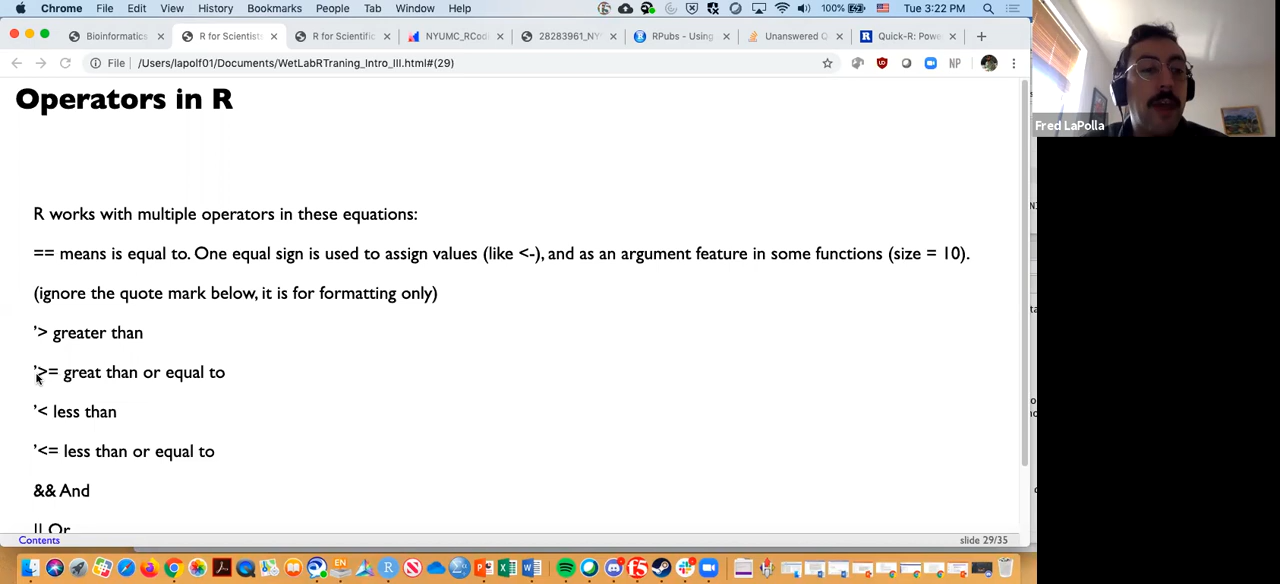 Chrome File Edit View History Bookmarks People Tab Window Help 100% Tue 3:22 PM
Bioinformatics R for Scientists R for Scientific NYUMC_RCodi 28283961_NY RPubs - Using Unanswered Q Quick-R: Powe
File /Users/lapolf01/Documents/WetLabRTraning_Intro_III.html#(29) NP
Fred LaPolla
Operators in R
R works with multiple operators in these equations:
== means is equal to. One equal sign is used to assign values (like <-), and as an argument feature in some functions (size = 10).
(ignore the quote mark below, it is for formatting only)
’> greater than
’>= great than or equal to
’< less than
’<= less than or equal to
&& And
|| Or
Contents slide 29/35